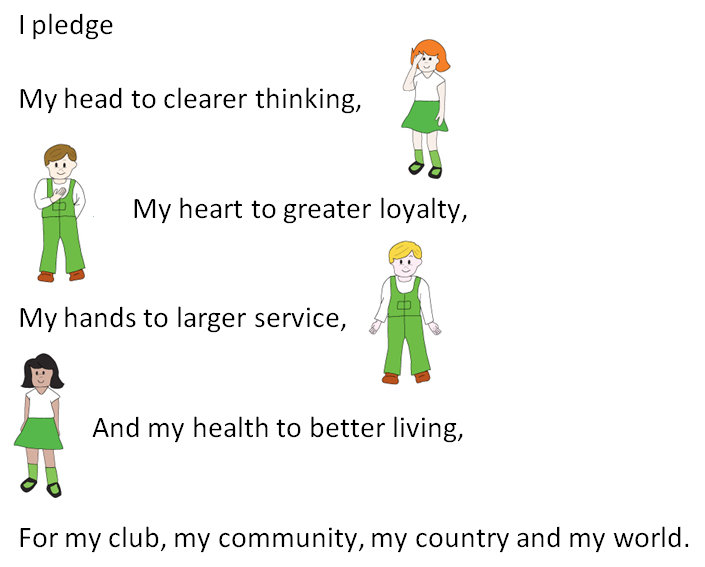 I pledge
My head to clearer thinking,
My heart to greater loyalty,
My hands to larger service,
And my health to better living,
For my club, my community, my country and my world.